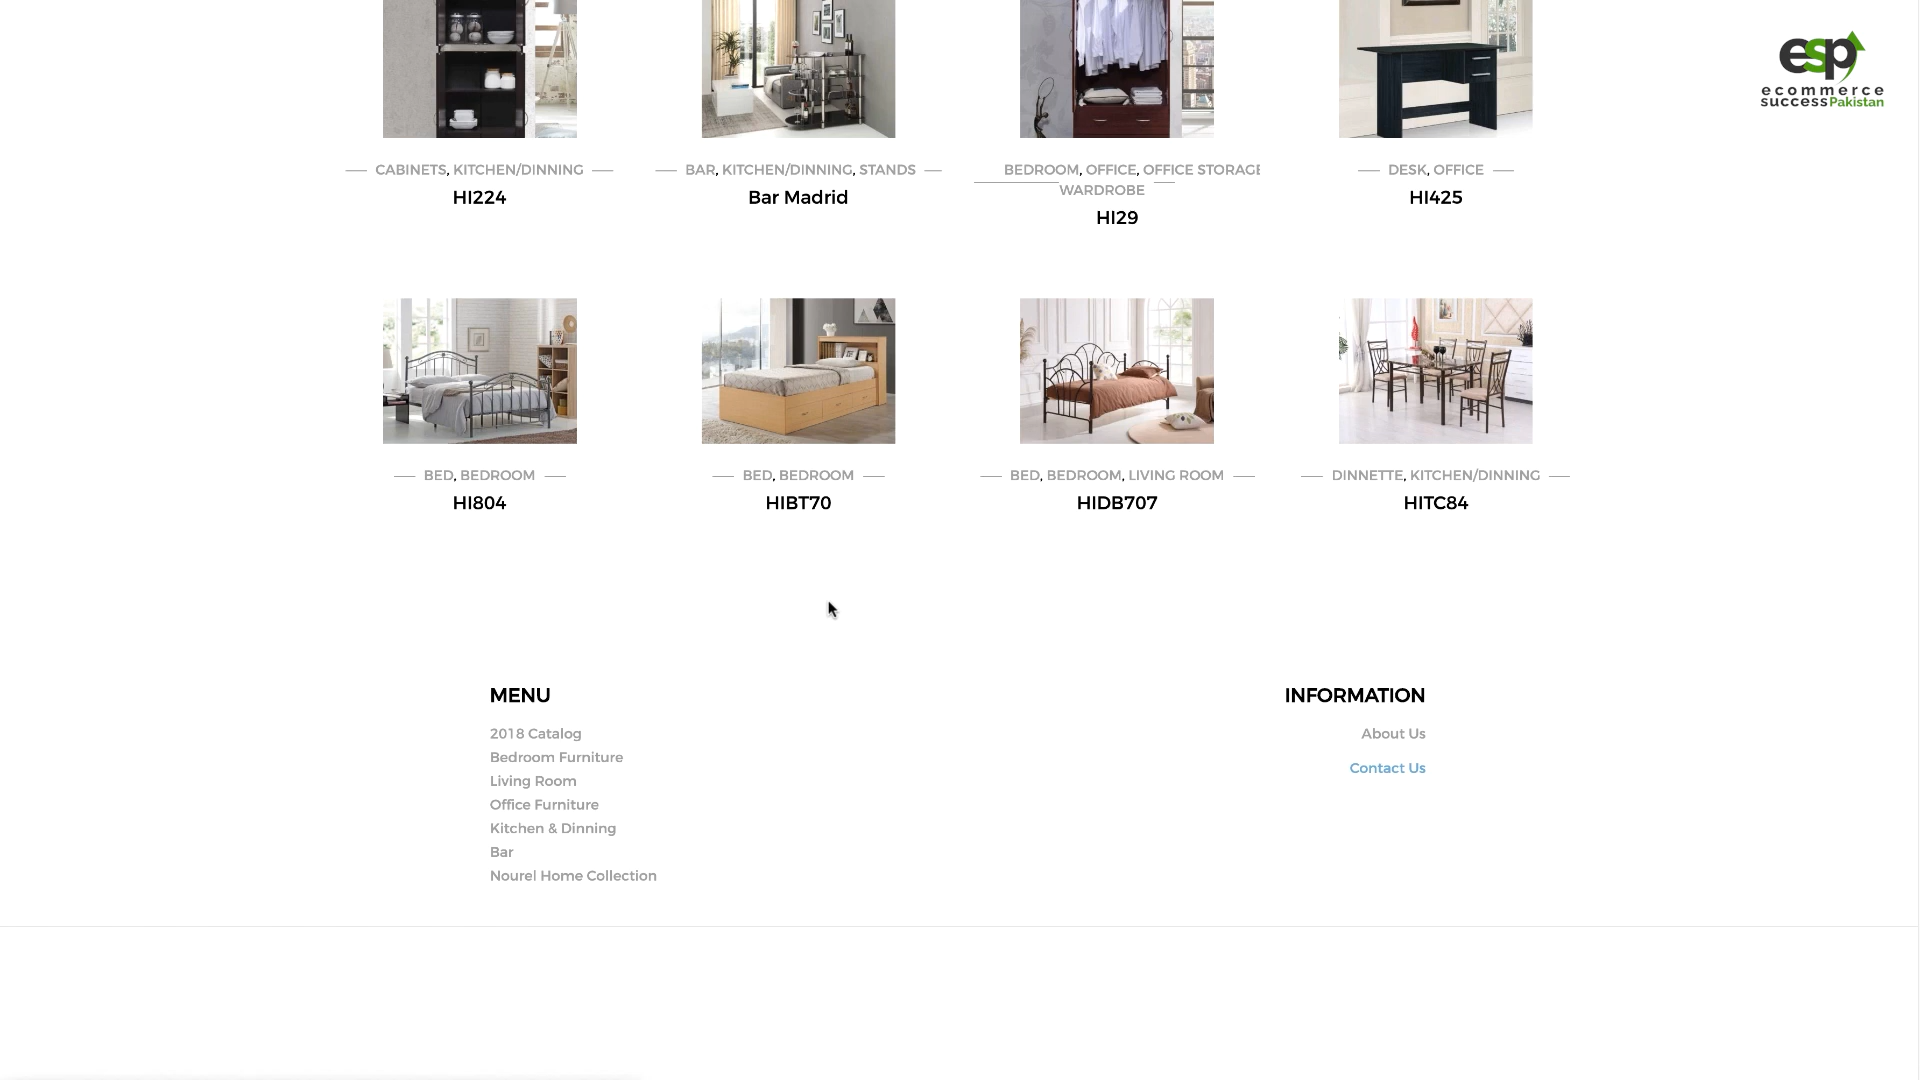 esp
ecommerce
successPakistan
CABINETS, KITCHEN/DINNING
HI224
BAR, KITCHEN/DINNING, STANDS
Bar Madrid
BEDROOM, OFFICE, OFFICE STORAGE
WARDROBE
HI29
DESK, OFFICE
HI425
BED, BEDROOM
HI804
BED, BEDROOM
HIBT70
BED, BEDROOM, LIVING ROOM
HIDB707
DINNETTE, KITCHEN/DINNING
HITC84
MENU
2018 Catalog
Bedroom Furniture
Living Room
Office Furniture
Kitchen & Dinning
Bar
Nourel Home Collection
INFORMATION
About Us
Contact Us